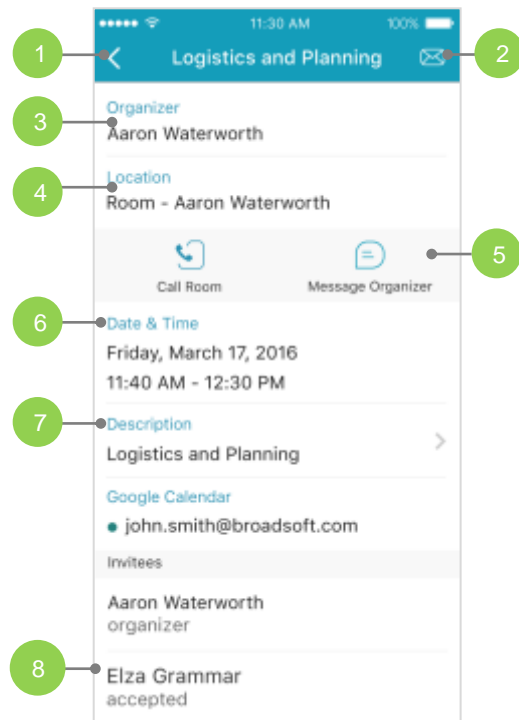 11:30 AM 100%
1 Logistics and Planning 2
Organizer
3 Aaron Waterworth
Location
4 Room - Aaron Waterworth
5
Call Room Message Organizer
6 Date & Time
Friday, March 17, 2016
11:40 AM - 12:30 PM
7 Description
Logistics and Planning
Google Calendar
john.smith@broadsoft.com
Invitees
Aaron Waterworth
organizer
8 Elza Grammar
accepted